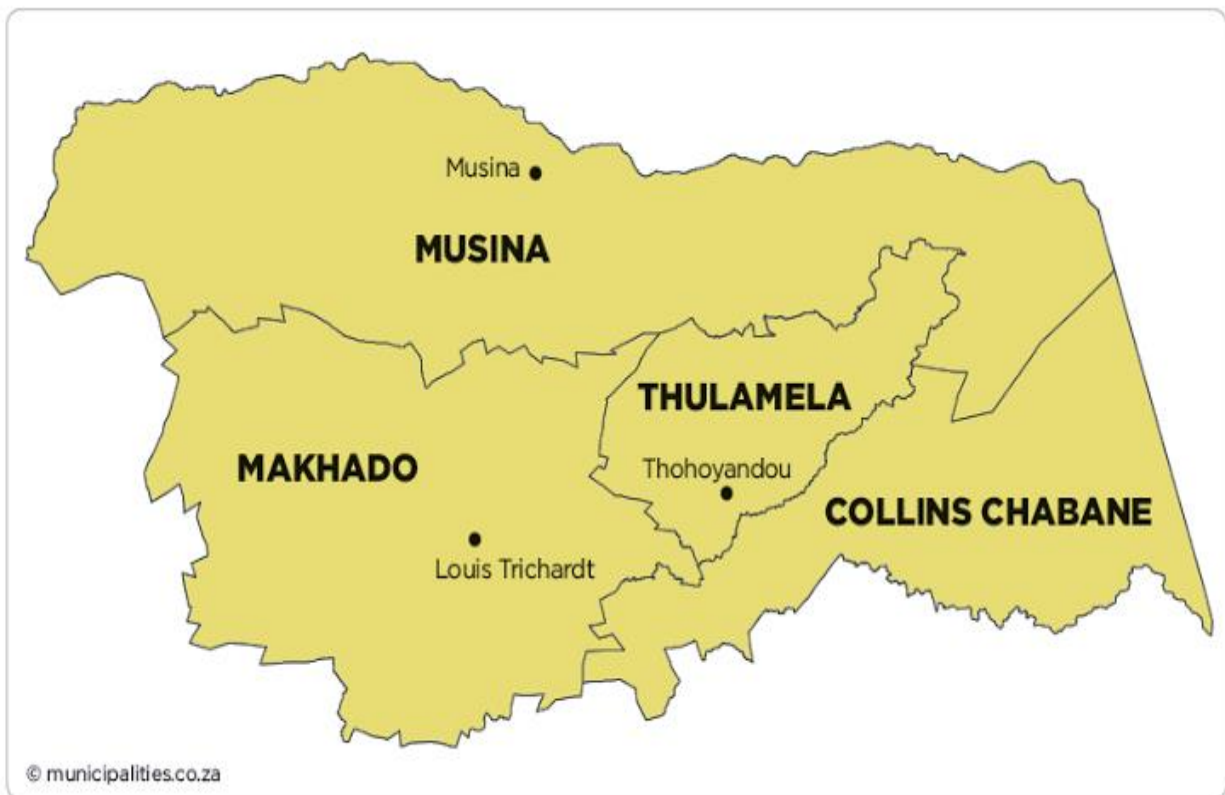 Musina
MUSINA
THULAMELA
MAKHADO
Thohoyandou
COLLINS CHABANE
Louis Trichardt
© municipalities.co.za